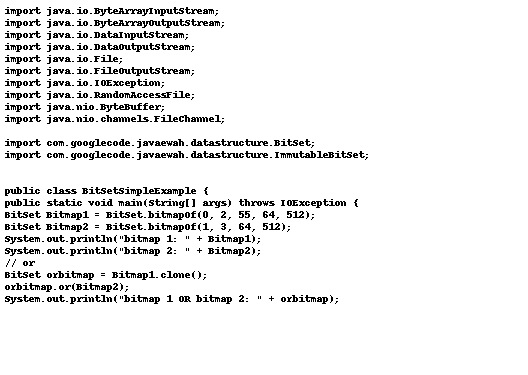 import java.io.ByteArrayInputStream;
import java.io.ByteArrayOutputStream;
import java.io.DataInputStream;
import java.io.DataOutputStream;
import java.io.File;
import java.io.FileOutputStream;
import java.io.IOException;
import java.io.RandomAccessFile;
import java.nio.ByteBuffer;
import java.nio.channels.FileChannel;

import com.googlecode.javaewah.datastructure.BitSet;
import com.googlecode.javaewah.datastructure.ImmutableBitSet;

public class BitSetSimpleExample {
public static void main(String[] args) throws IOException {
BitSet Bitmap1 = BitSet.bitmapOf(0, 2, 55, 64, 512);
BitSet Bitmap2 = BitSet.bitmapOf(1, 3, 64, 512);
System.out.println("bitmap 1: " + Bitmap1);
System.out.println("bitmap 2: " + Bitmap2);
// or
BitSet orbitmap = Bitmap1.clone();
orbitmap.or(Bitmap2);
System.out.println("bitmap 1 OR bitmap 2: " + orbitmap);